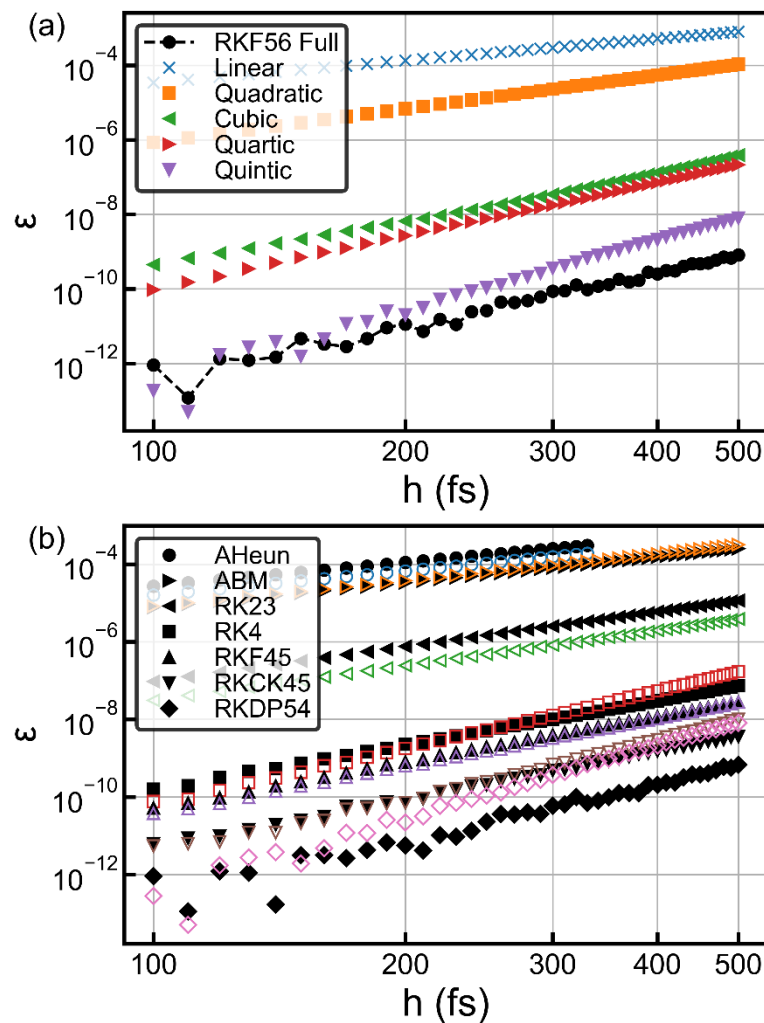 (a)
RKF56 Full
Linear
Quadratic
Cubic
Quartic
Quintic
10⁻⁴
10⁻⁶
10⁻⁸
10⁻¹⁰
10⁻¹²
ε
100
200
300
400
500
h (fs)
(b)
AHeun
ABM
RK23
RK4
RKF45
RKCK45
RKDP54
10⁻⁴
10⁻⁶
10⁻⁸
10⁻¹⁰
10⁻¹²
ε
100
200
300
400
500
h (fs)